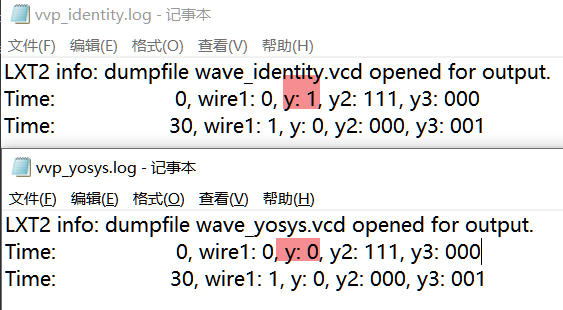 vvp_identity.log - 记事本
文件(F) 编辑(E) 格式(O) 查看(V) 帮助(H)
LXT2 info: dumpfile wave_identity.vcd opened for output.
Time: 0, wire1: 0, y: 1, y2: 111, y3: 000
Time: 30, wire1: 1, y: 0, y2: 000, y3: 001
vvp_yosys.log - 记事本
文件(F) 编辑(E) 格式(O) 查看(V) 帮助(H)
LXT2 info: dumpfile wave_yosys.vcd opened for output.
Time: 0, wire1: 0, y: 0, y2: 111, y3: 000
Time: 30, wire1: 1, y: 0, y2: 000, y3: 001